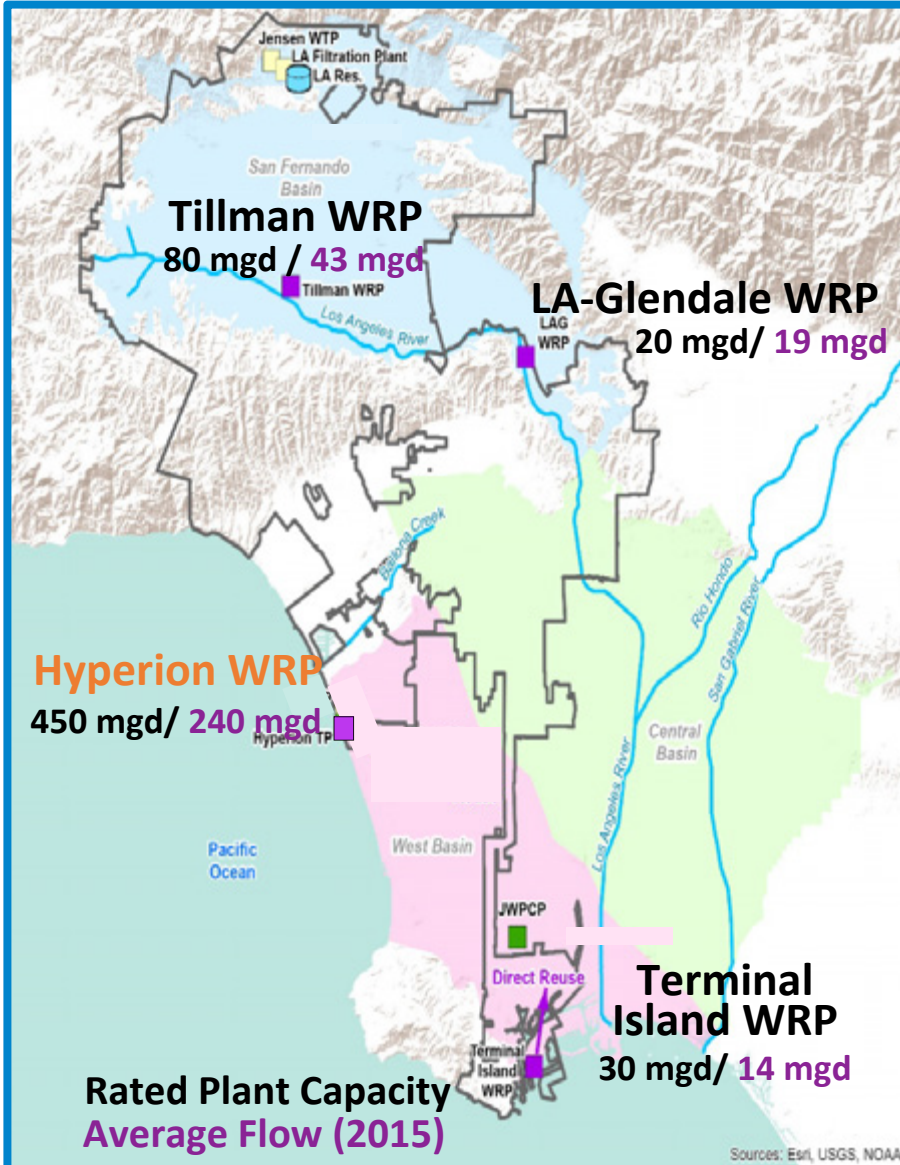 Jensen WTP
LA Filtration Plant
LA Res.
San Fernando
Basin
Tillman WRP
80 mgd / 43 mgd
Tillman WRP
Los Angeles River
LA-Glendale WRP
20 mgd/ 19 mgd
LAG
WRP
Ballona Creek
Rio Hondo
San Gabriel River
Hyperion WRP
450 mgd/ 240 mgd
Hyperion TP
Central
Basin
Los Angeles River
West Basin
Pacific
Ocean
JWPCP
Direct Reuse
Terminal
Island WRP
30 mgd/ 14 mgd
Terminal
Island
WRP
Rated Plant Capacity
Average Flow (2015)
Sources: Esri, USGS, NOAA